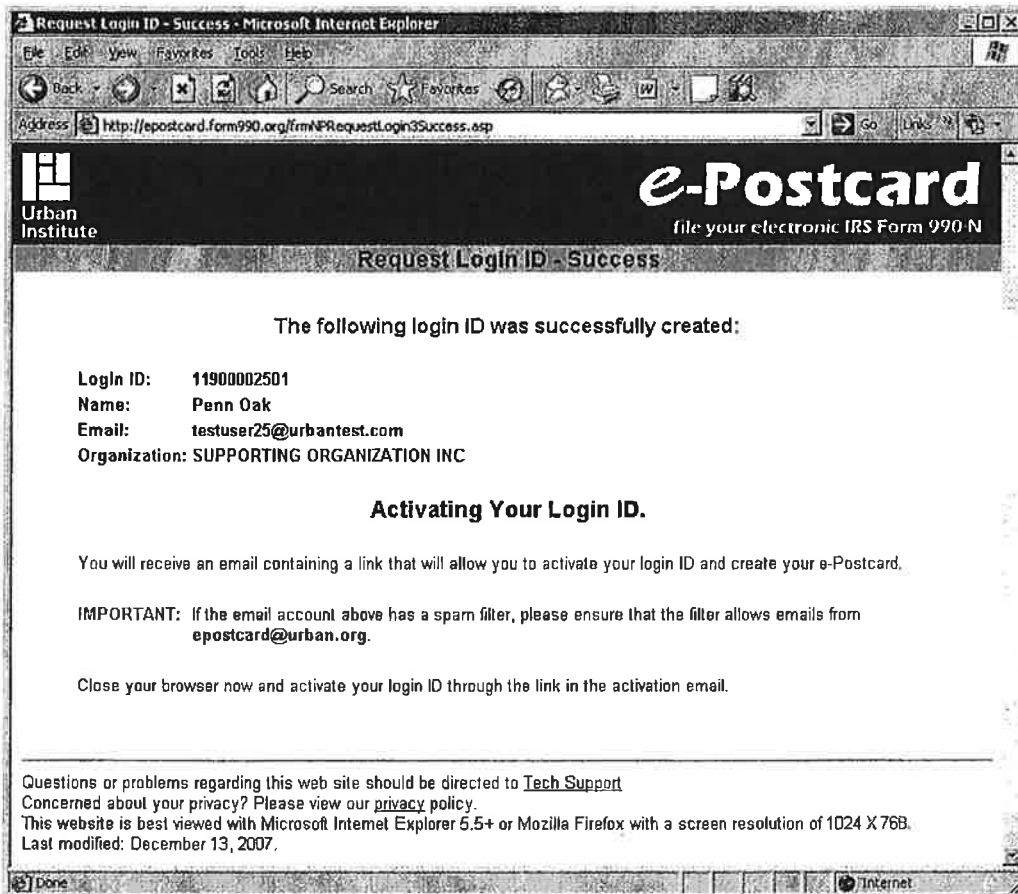 Request Login ID - Success - Microsoft Internet Explorer
File Edit View Favorites Tools Help
Back Search Favorites
Address http://epostcard.form990.org/frmNPRequestLogin3Success.asp Go Links
Urban
Institute
e-Postcard
file your electronic IRS Form 990-N
Request Login ID - Success
The following login ID was successfully created:
Login ID: 11900002501
Name: Penn Oak
Email: testuser25@urbantest.com
Organization: SUPPORTING ORGANIZATION INC
Activating Your Login ID.
You will receive an email containing a link that will allow you to activate your login ID and create your e-Postcard.
IMPORTANT: If the email account above has a spam filter, please ensure that the filter allows emails from
epostcard@urban.org.
Close your browser now and activate your login ID through the link in the activation email.
Questions or problems regarding this web site should be directed to Tech Support
Concerned about your privacy? Please view our privacy policy.
This website is best viewed with Microsoft Internet Explorer 5.5+ or Mozilla Firefox with a screen resolution of 1024 X 768.
Last modified: December 13, 2007.
Done Internet